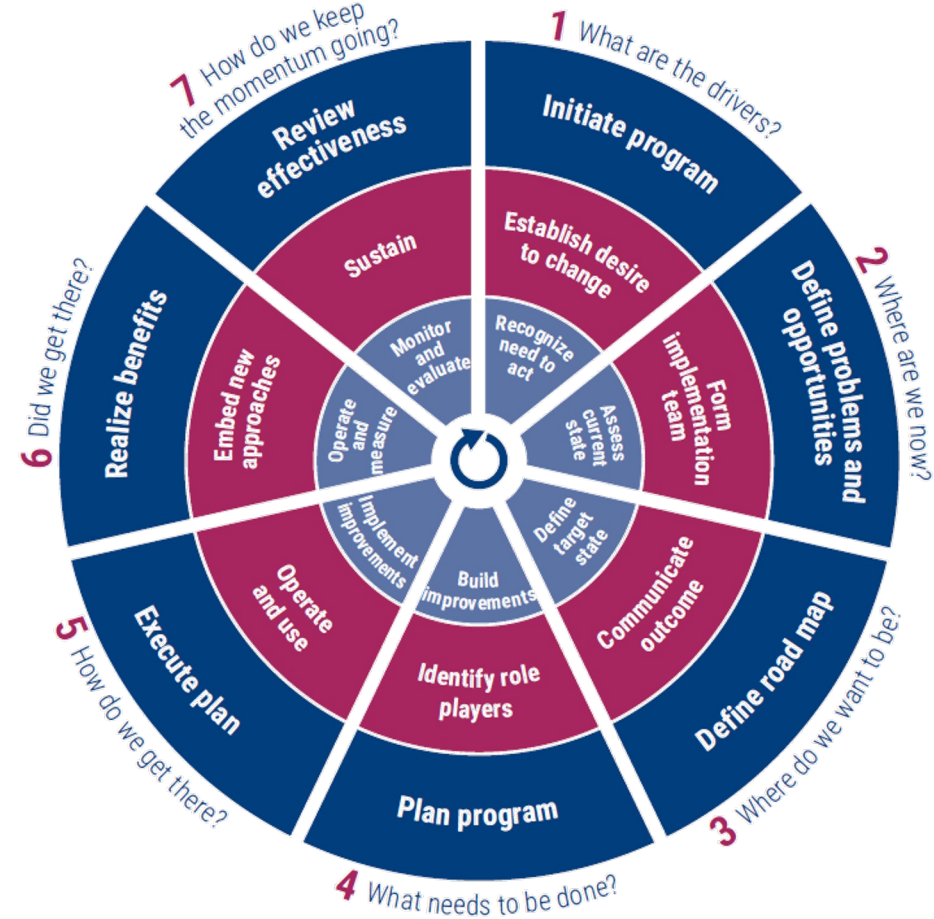 1 What are the drivers?
Initiate program
Establish desire
to change
Recognize
need to
act
2 Where are we now?
Define problems and
opportunities
Form
implementation
team
Assess
current
state
3 Where do we want to be?
Define road map
Communicate
outcome
Define
target
state
4 What needs to be done?
Plan program
Identify role
players
Build
improvements
5 How do we get there?
Execute plan
Operate
and use
Implement
improvements
6 Did we get there?
Realize benefits
Embed new
approaches
Operate
and
measure
7 How do we keep
the momentum going?
Review
effectiveness
Sustain
Monitor
and
evaluate